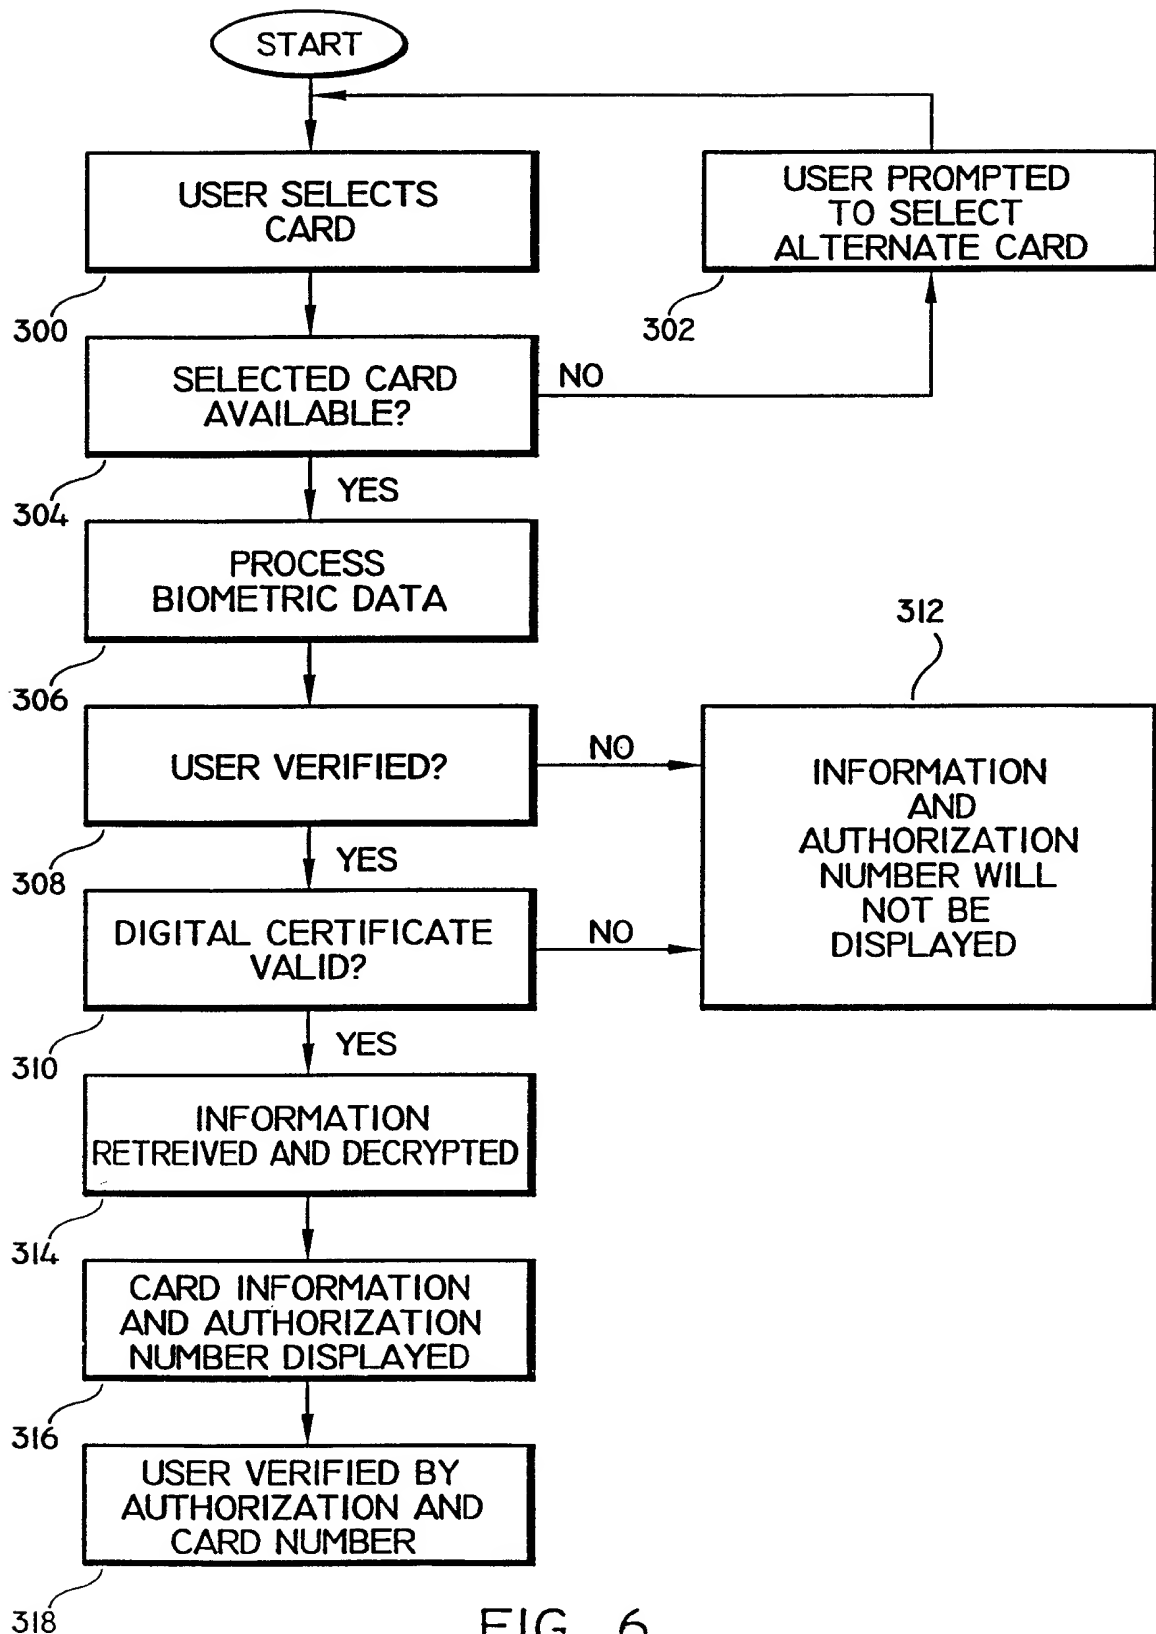 START
USER SELECTS
CARD
300
USER PROMPTED
TO SELECT
ALTERNATE CARD
302
SELECTED CARD
AVAILABLE?
NO
304
YES
PROCESS
BIOMETRIC DATA
306
312
USER VERIFIED?
NO
INFORMATION
AND
AUTHORIZATION
NUMBER WILL
NOT BE
DISPLAYED
308
YES
DIGITAL CERTIFICATE
VALID?
NO
310
YES
INFORMATION
RETREIVED AND DECRYPTED
314
CARD INFORMATION
AND AUTHORIZATION
NUMBER DISPLAYED
316
USER VERIFIED BY
AUTHORIZATION AND
CARD NUMBER
318
FIG. 6